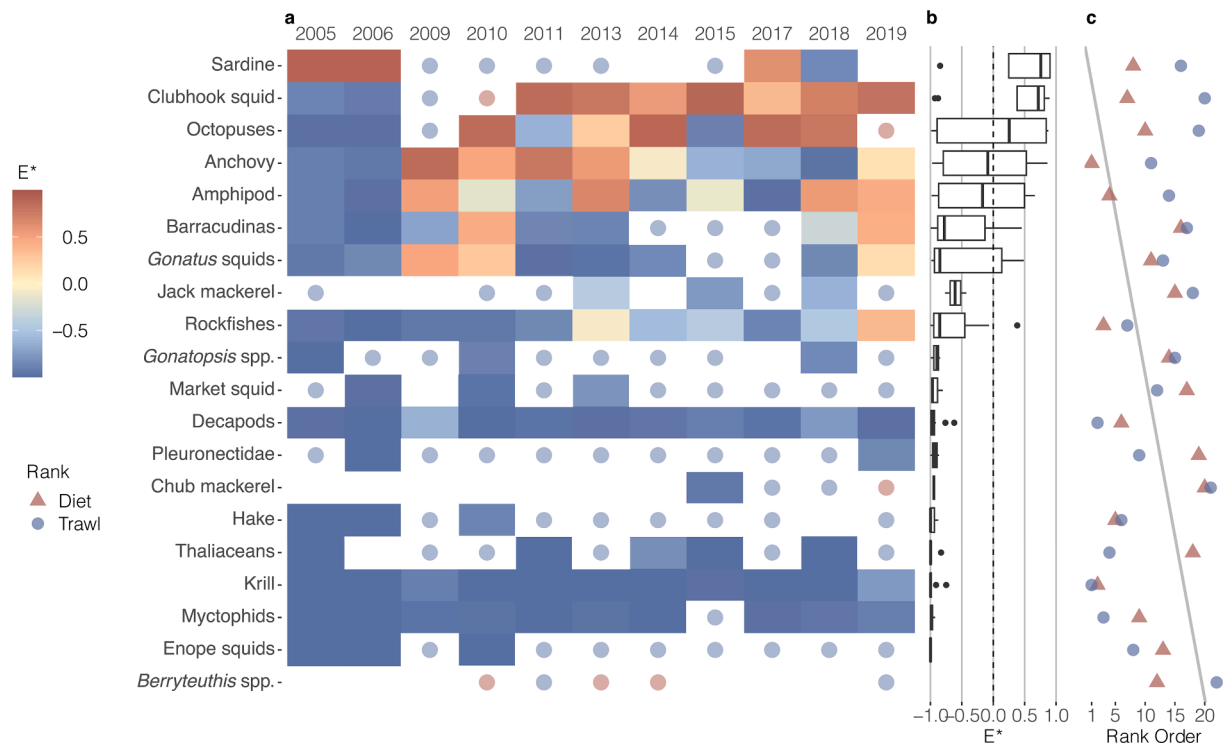 a
b
c
2005 2006 2009 2010 2011 2013 2014 2015 2017 2018 2019
Sardine
Clubhook squid
Octopuses
Anchovy
Amphipod
Barracudinas
Gonatus squids
Jack mackerel
Rockfishes
Gonatopsis spp.
Market squid
Decapods
Pleuronectidae
Chub mackerel
Hake
Thaliaceans
Krill
Myctophids
Enope squids
Berryteuthis spp.
E*
0.5
0.0
−0.5
Rank
Diet
Trawl
−1.0 −0.5 0.0 0.5 1.0
E*
1 5 10 15 20
Rank Order